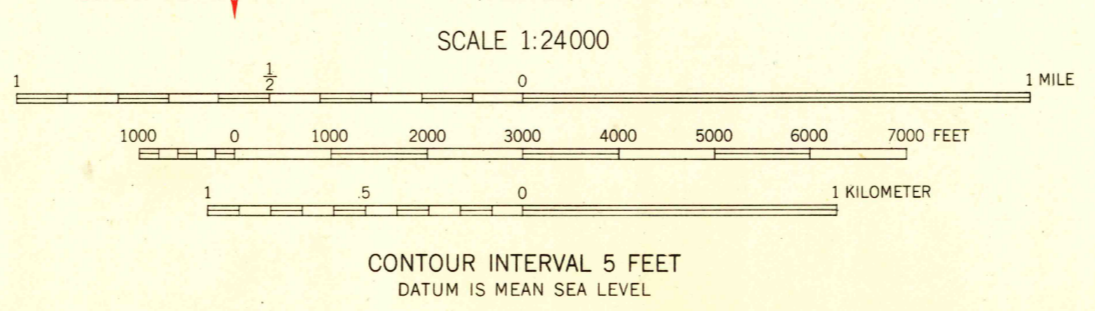 SCALE 1:24000
1 1/2 0 1 MILE
1000 0 1000 2000 3000 4000 5000 6000 7000 FEET
1 .5 0 1 KILOMETER
CONTOUR INTERVAL 5 FEET
DATUM IS MEAN SEA LEVEL